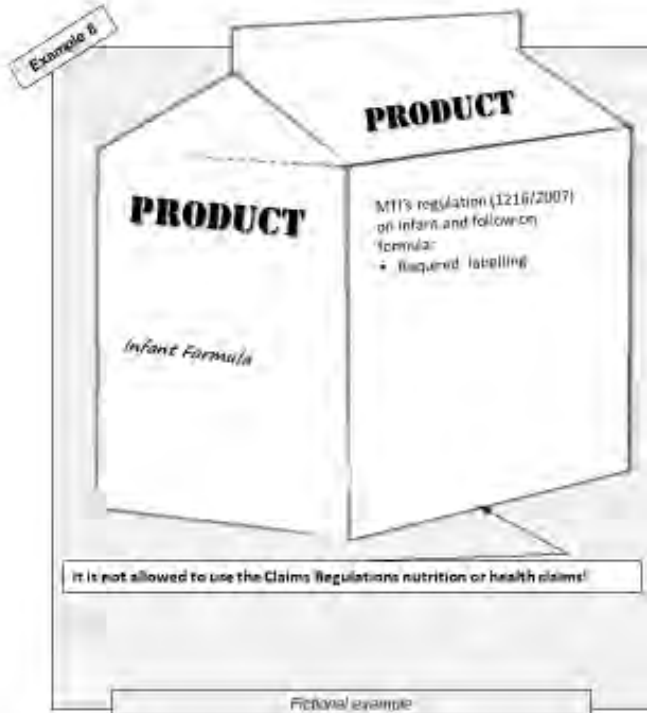 Example 8
PRODUCT
PRODUCT
MTI's regulation (1216/2007)
on infant and follow-on
formula:
• Required labelling
Infant Formula
It is not allowed to use the Claims Regulations nutrition or health claims!
Fictional example